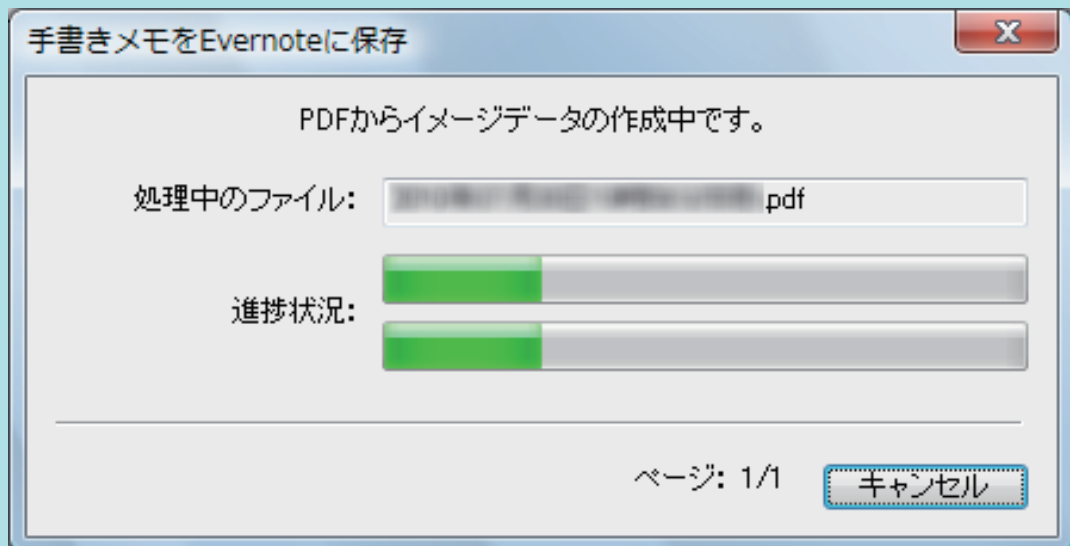 手書きメモをEvernoteに保存
PDFからイメージデータの作成中です。
処理中のファイル: .pdf
進捗状況:
ページ: 1/1 キャンセル